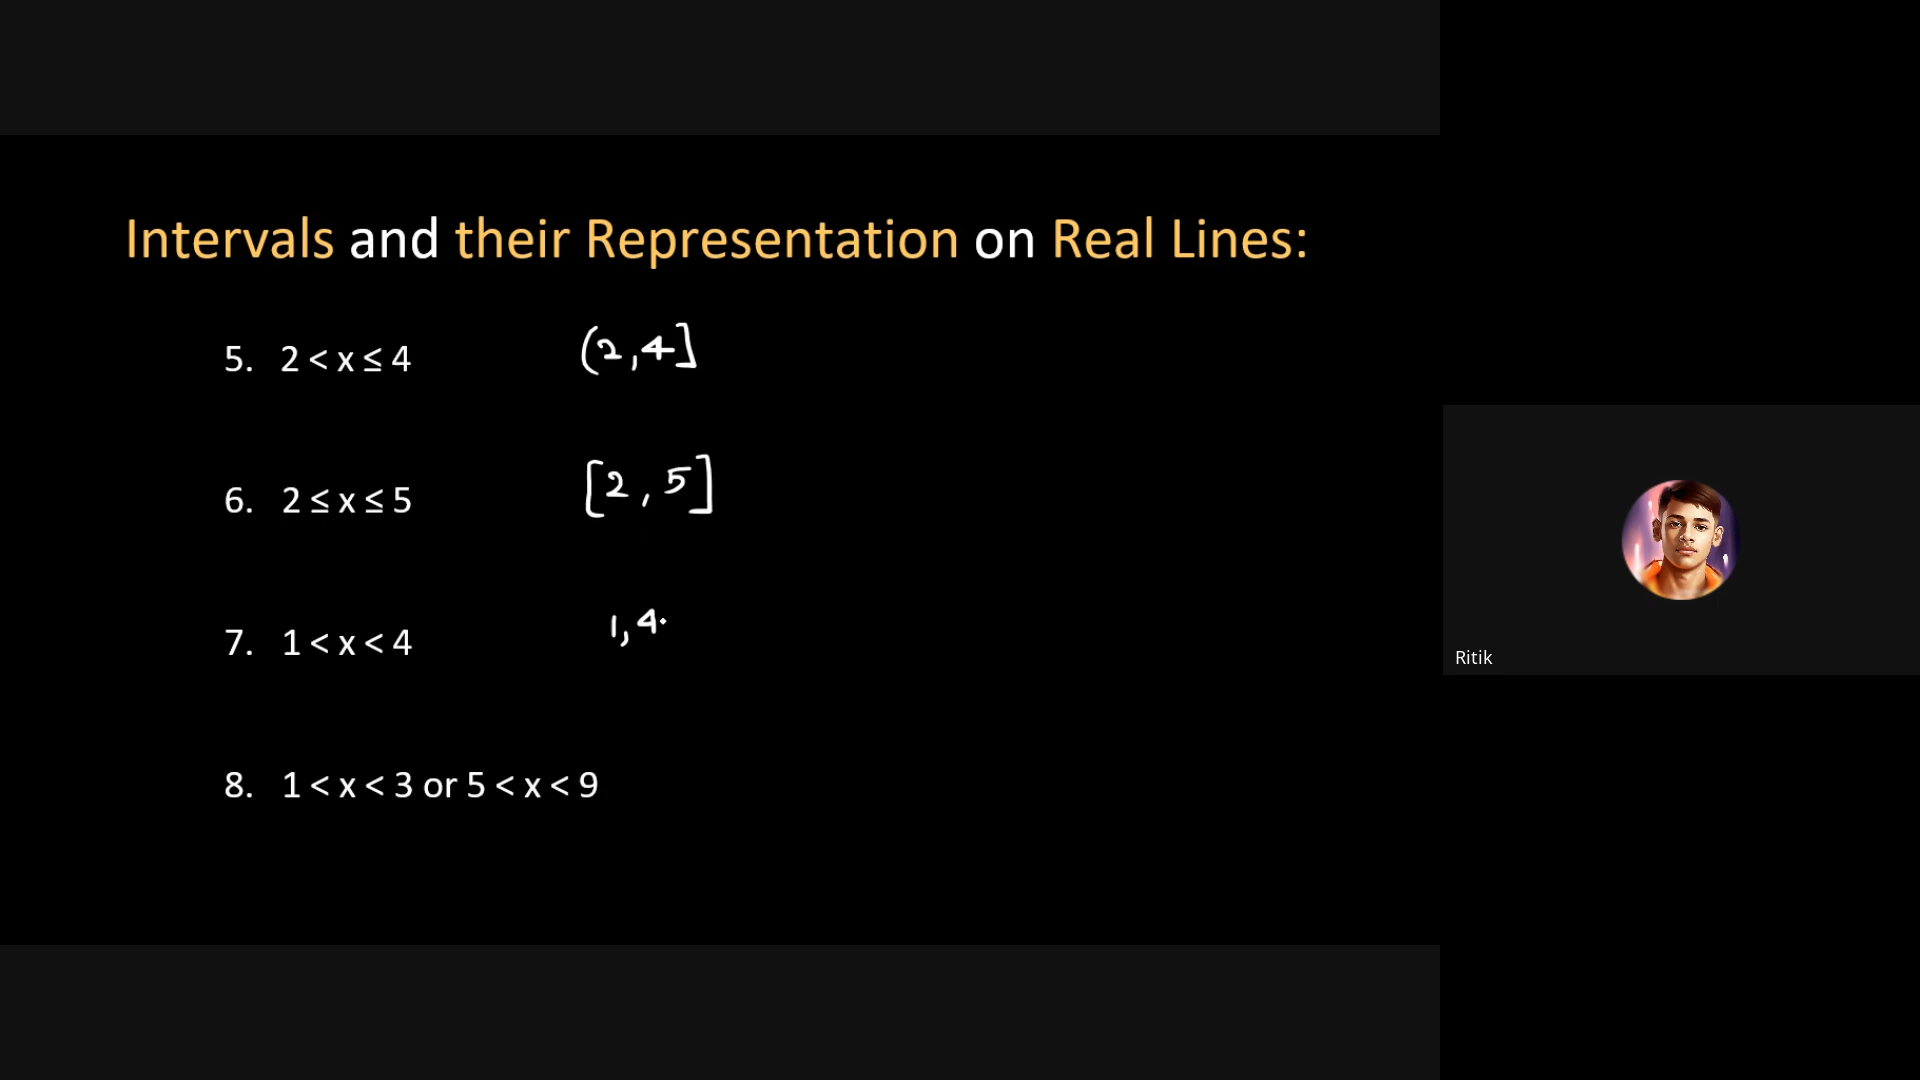 Intervals and their Representation on Real Lines:
5. 2 < x ≤ 4 (2,4]
6. 2 ≤ x ≤ 5 [2,5]
7. 1 < x < 4 1,4
8. 1 < x < 3 or 5 < x < 9
Ritik